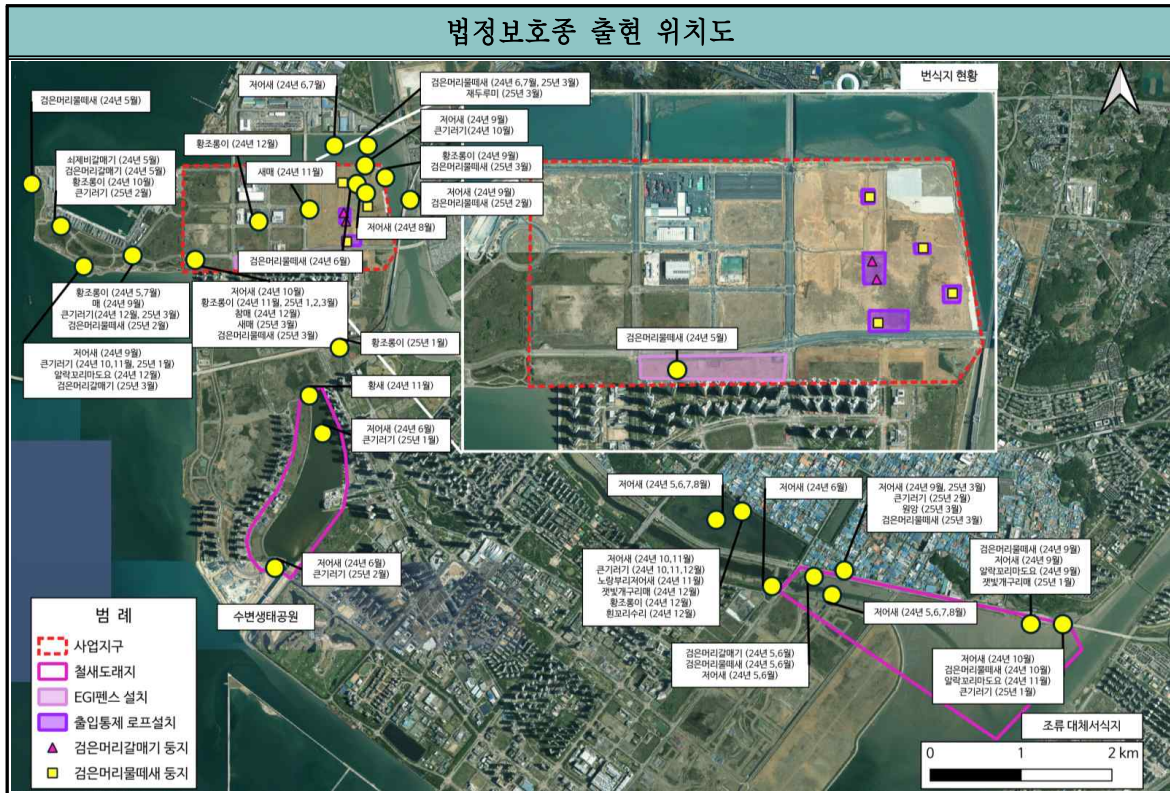 법정보호종 출현 위치도
번식지 현황
검은머리물떼새 (24년 5월)
저어새 (24년 6,7월)
검은머리물떼새 (24년 6,7월, 25년 3월)
재두루미 (25년 3월)
저어새 (24년 9월)
큰기러기 (24년 10월)
황조롱이 (24년 12월)
쇠제비갈매기 (24년 5월)
검은머리갈매기 (24년 5월)
황조롱이 (24년 10월)
큰기러기 (25년 2월)
새매 (24년 11월)
황조롱이 (24년 9월)
검은머리물떼새 (25년 3월)
저어새 (24년 9월)
검은머리물떼새 (25년 2월)
저어새 (24년 8월)
검은머리물떼새 (24년 6월)
황조롱이 (24년 5,7월)
매 (24년 9월)
큰기러기 (24년 12월, 25년 3월)
검은머리물떼새 (25년 2월)
저어새 (24년 10월)
황조롱이 (24년 11월, 25년 1,2,3월)
참매 (24년 12월)
새매 (25년 3월)
검은머리물떼새 (25년 3월)
저어새 (24년 9월)
큰기러기 (24년 10,11월, 25년 1월)
알락꼬리마도요 (24년 12월)
검은머리갈매기 (25년 3월)
황조롱이 (25년 1월)
검은머리물떼새 (24년 5월)
황새 (24년 11월)
저어새 (24년 6월)
큰기러기 (25년 1월)
저어새 (24년 5,6,7,8월)
저어새 (24년 6월)
저어새 (24년 9월, 25년 3월)
큰기러기 (25년 2월)
원앙 (25년 3월)
검은머리물떼새 (25년 3월)
저어새 (24년 6월)
큰기러기 (25년 2월)
저어새 (24년 10,11월)
큰기러기 (24년 10,11,12월)
노랑부리저어새 (24년 11월)
잿빛개구리매 (24년 12월)
황조롱이 (24년 12월)
흰꼬리수리 (24년 12월)
검은머리물떼새 (24년 9월)
저어새 (24년 9월)
알락꼬리마도요 (24년 9월)
잿빛개구리매 (25년 1월)
저어새 (24년 5,6,7,8월)
수변생태공원
검은머리갈매기 (24년 5,6월)
검은머리물떼새 (24년 5,6월)
저어새 (24년 5,6월)
저어새 (24년 10월)
검은머리물떼새 (24년 10월)
알락꼬리마도요 (24년 11월)
큰기러기 (25년 1월)
조류 대체서식지
범 례
사업지구
철새도래지
EGI펜스 설치
출입통제 로프설치
검은머리갈매기 둥지
검은머리물떼새 둥지
0 1 2 km